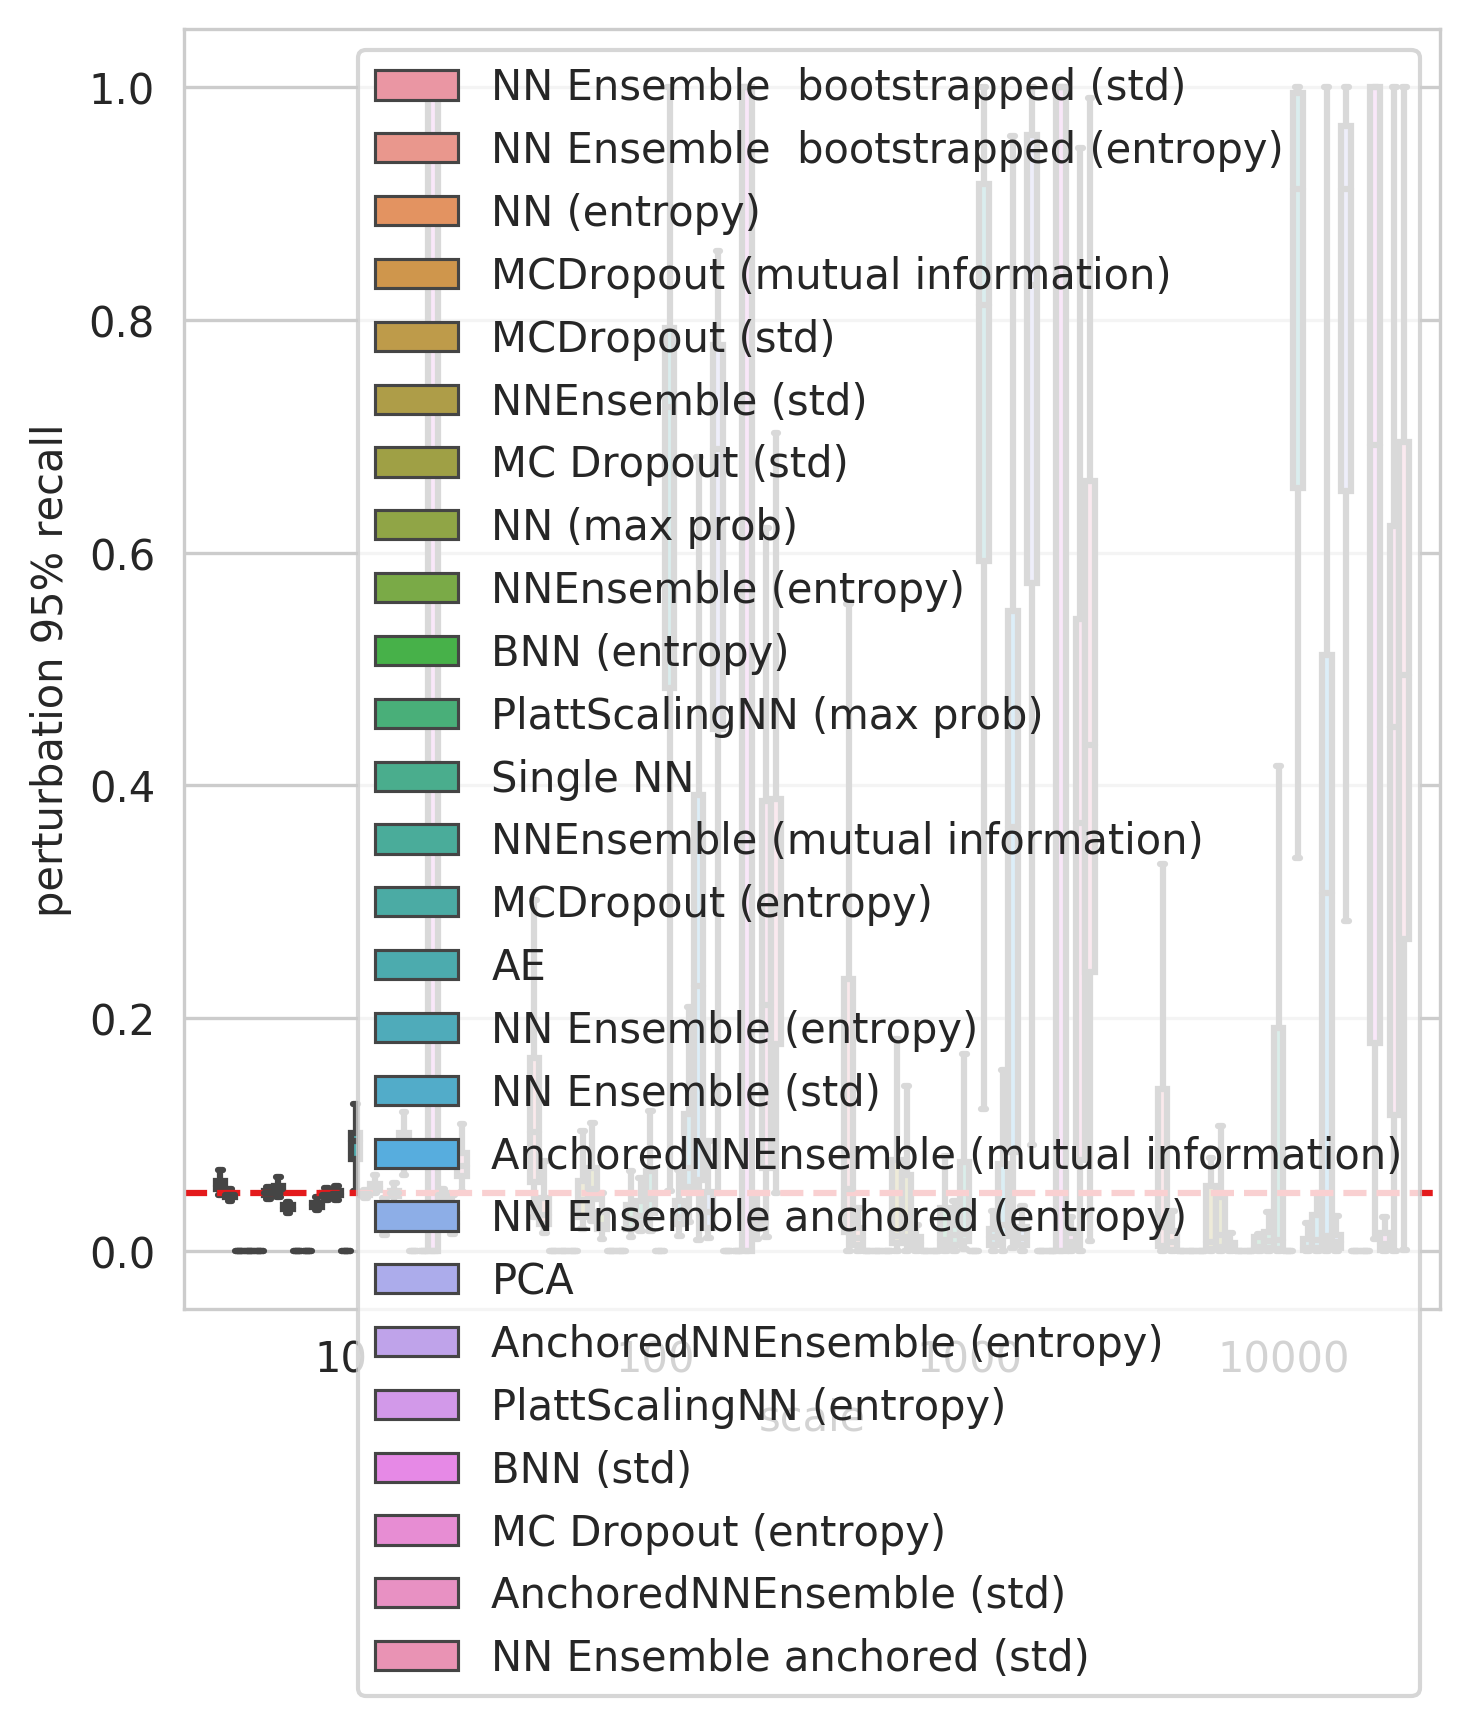 1.0
0.8
0.6
0.4
0.2
0.0
perturbation 95% recall
NN Ensemble  bootstrapped (std)
NN Ensemble  bootstrapped (entropy)
NN (entropy)
MCDropout (mutual information)
MCDropout (std)
NNEnsemble (std)
MC Dropout (std)
NN (max prob)
NNEnsemble (entropy)
BNN (entropy)
PlattScalingNN (max prob)
Single NN
NNEnsemble (mutual information)
MCDropout (entropy)
AE
NN Ensemble (entropy)
NN Ensemble (std)
AnchoredNNEnsemble (mutual information)
NN Ensemble anchored (entropy)
PCA
AnchoredNNEnsemble (entropy)
PlattScalingNN (entropy)
BNN (std)
MC Dropout (entropy)
AnchoredNNEnsemble (std)
NN Ensemble anchored (std)
10 100 1000 10000
scale